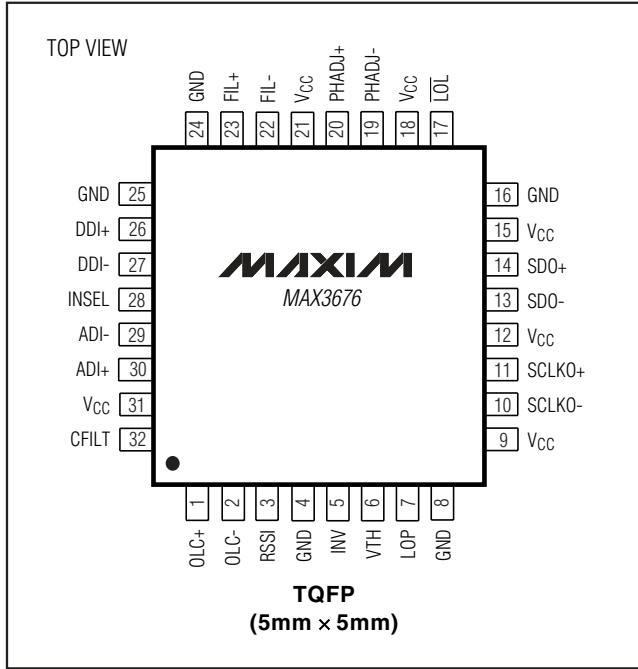 TOP VIEW
GND FIL+ FIL- VCC PHADJ+ PHADJ- VCC L̅O̅L̅
24 23 22 21 20 19 18 17
GND 25
DDI+ 26
DDI- 27
INSEL 28
ADI- 29
ADI+ 30
VCC 31
CFILT 32
MAXIM
MAX3676
16 GND
15 VCC
14 SDO+
13 SDO-
12 VCC
11 SCLKO+
10 SCLKO-
9 VCC
1 2 3 4 5 6 7 8
OLC+ OLC- RSSI GND INV VTH LOP GND
TQFP
(5mm × 5mm)